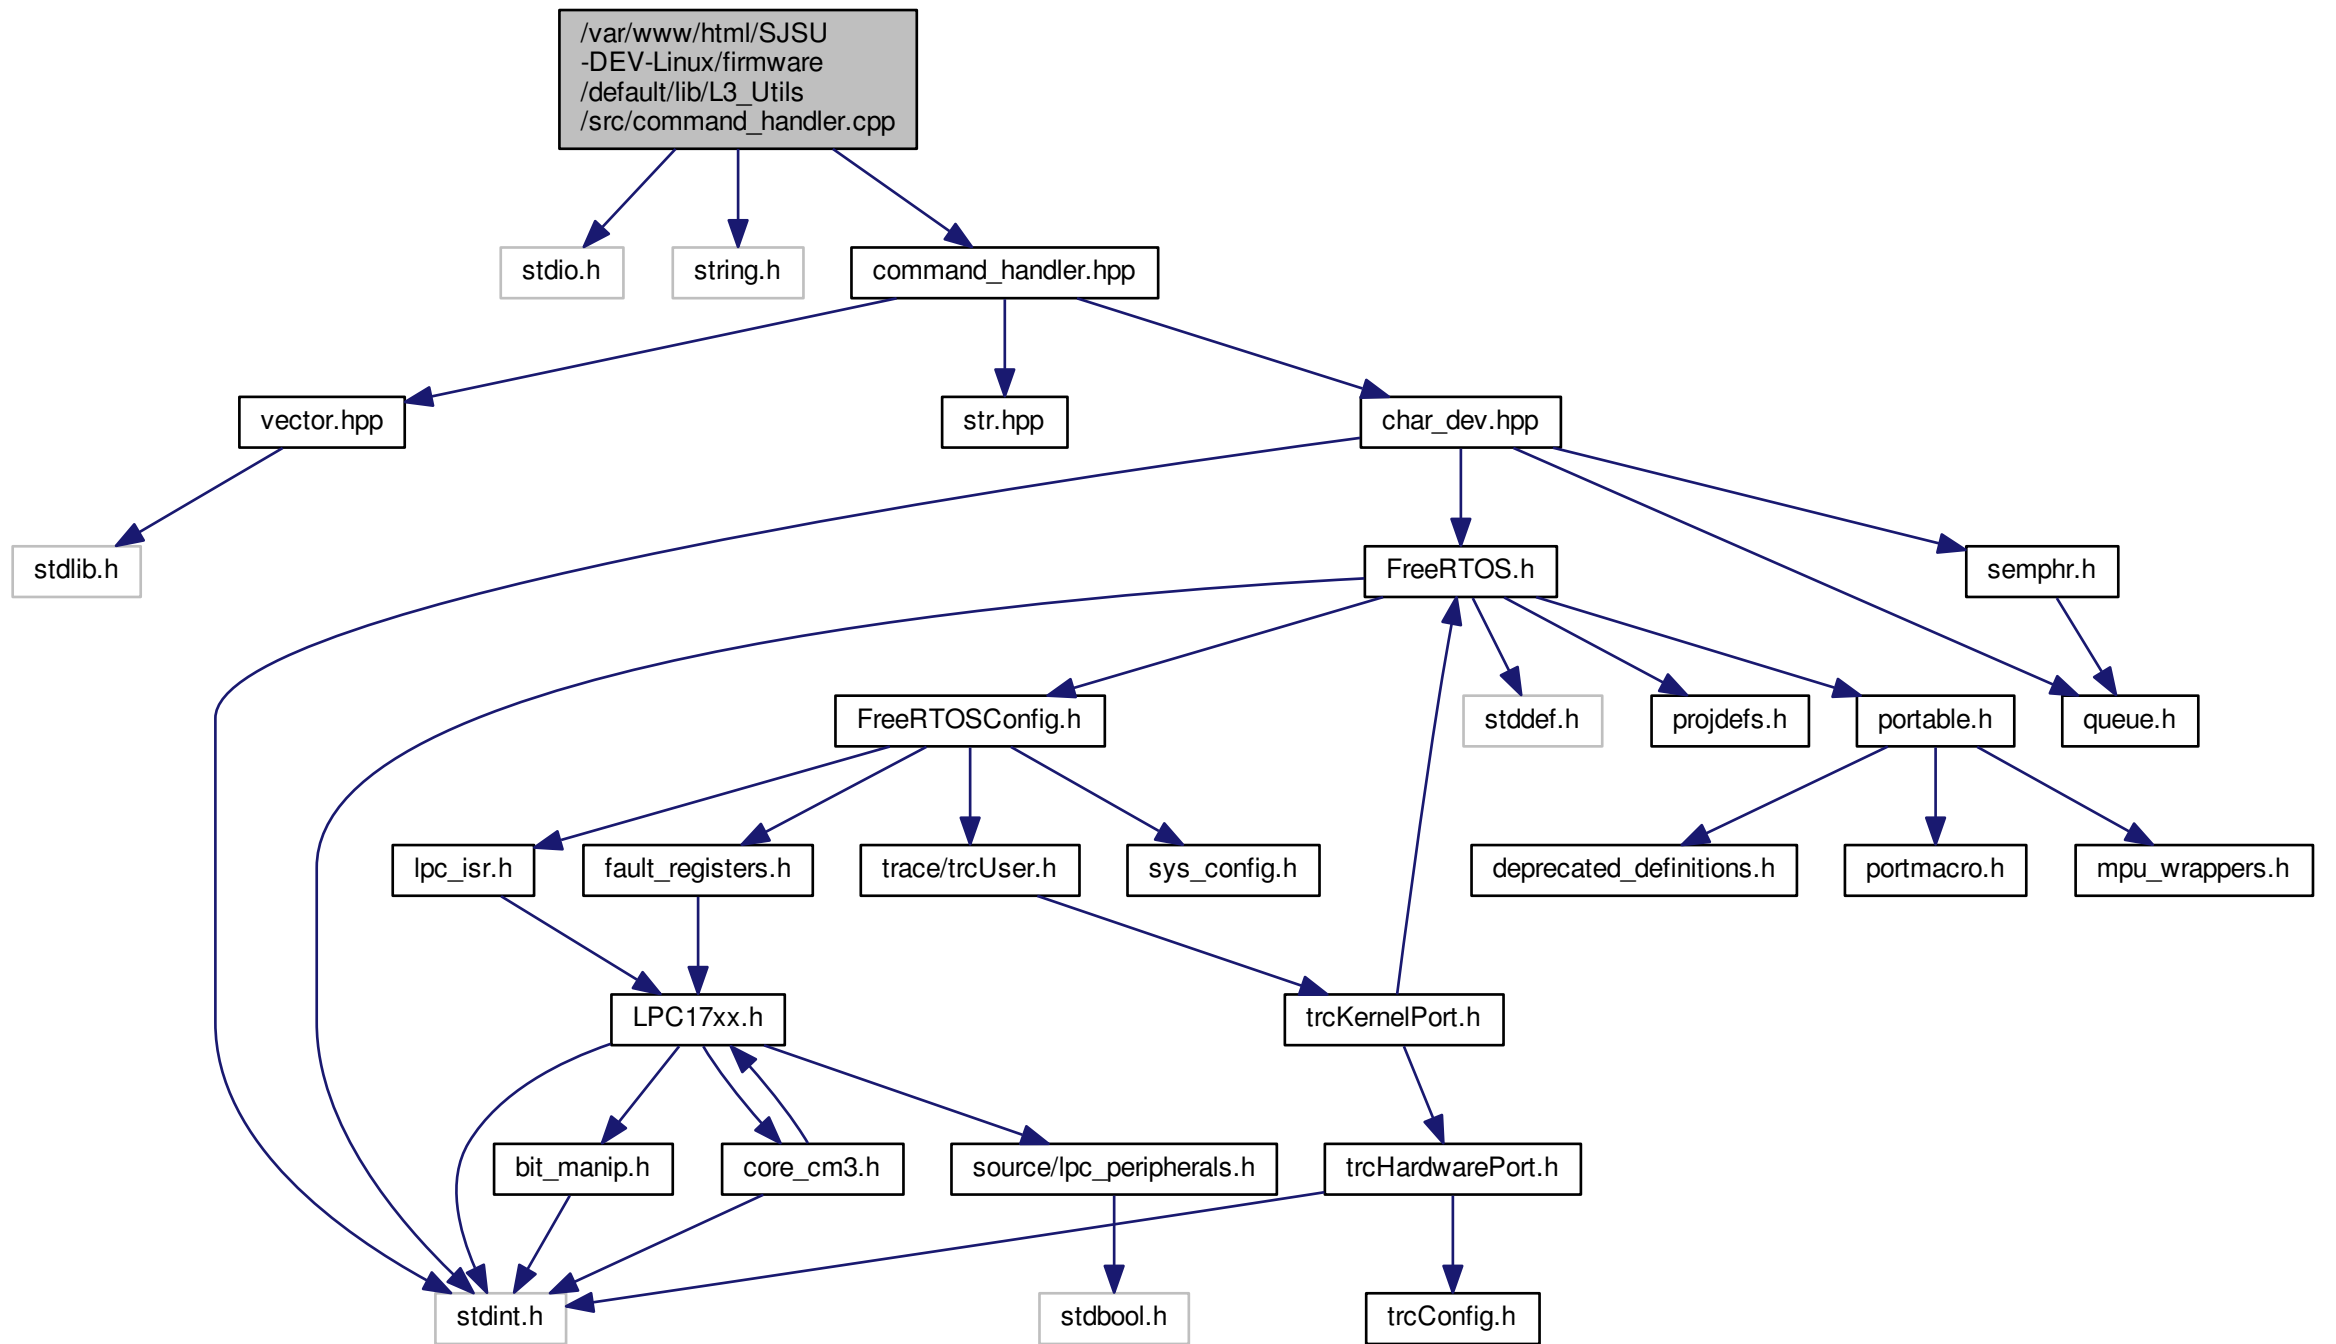 /var/www/html/SJSU
-DEV-Linux/firmware
/default/lib/L3_Utils
/src/command_handler.cpp
stdio.h
string.h
command_handler.hpp
vector.hpp
str.hpp
char_dev.hpp
stdlib.h
FreeRTOS.h
semphr.h
FreeRTOSConfig.h
stddef.h
projdefs.h
portable.h
queue.h
lpc_isr.h
fault_registers.h
trace/trcUser.h
sys_config.h
deprecated_definitions.h
portmacro.h
mpu_wrappers.h
LPC17xx.h
trcKernelPort.h
bit_manip.h
core_cm3.h
source/lpc_peripherals.h
trcHardwarePort.h
stdint.h
stdbool.h
trcConfig.h